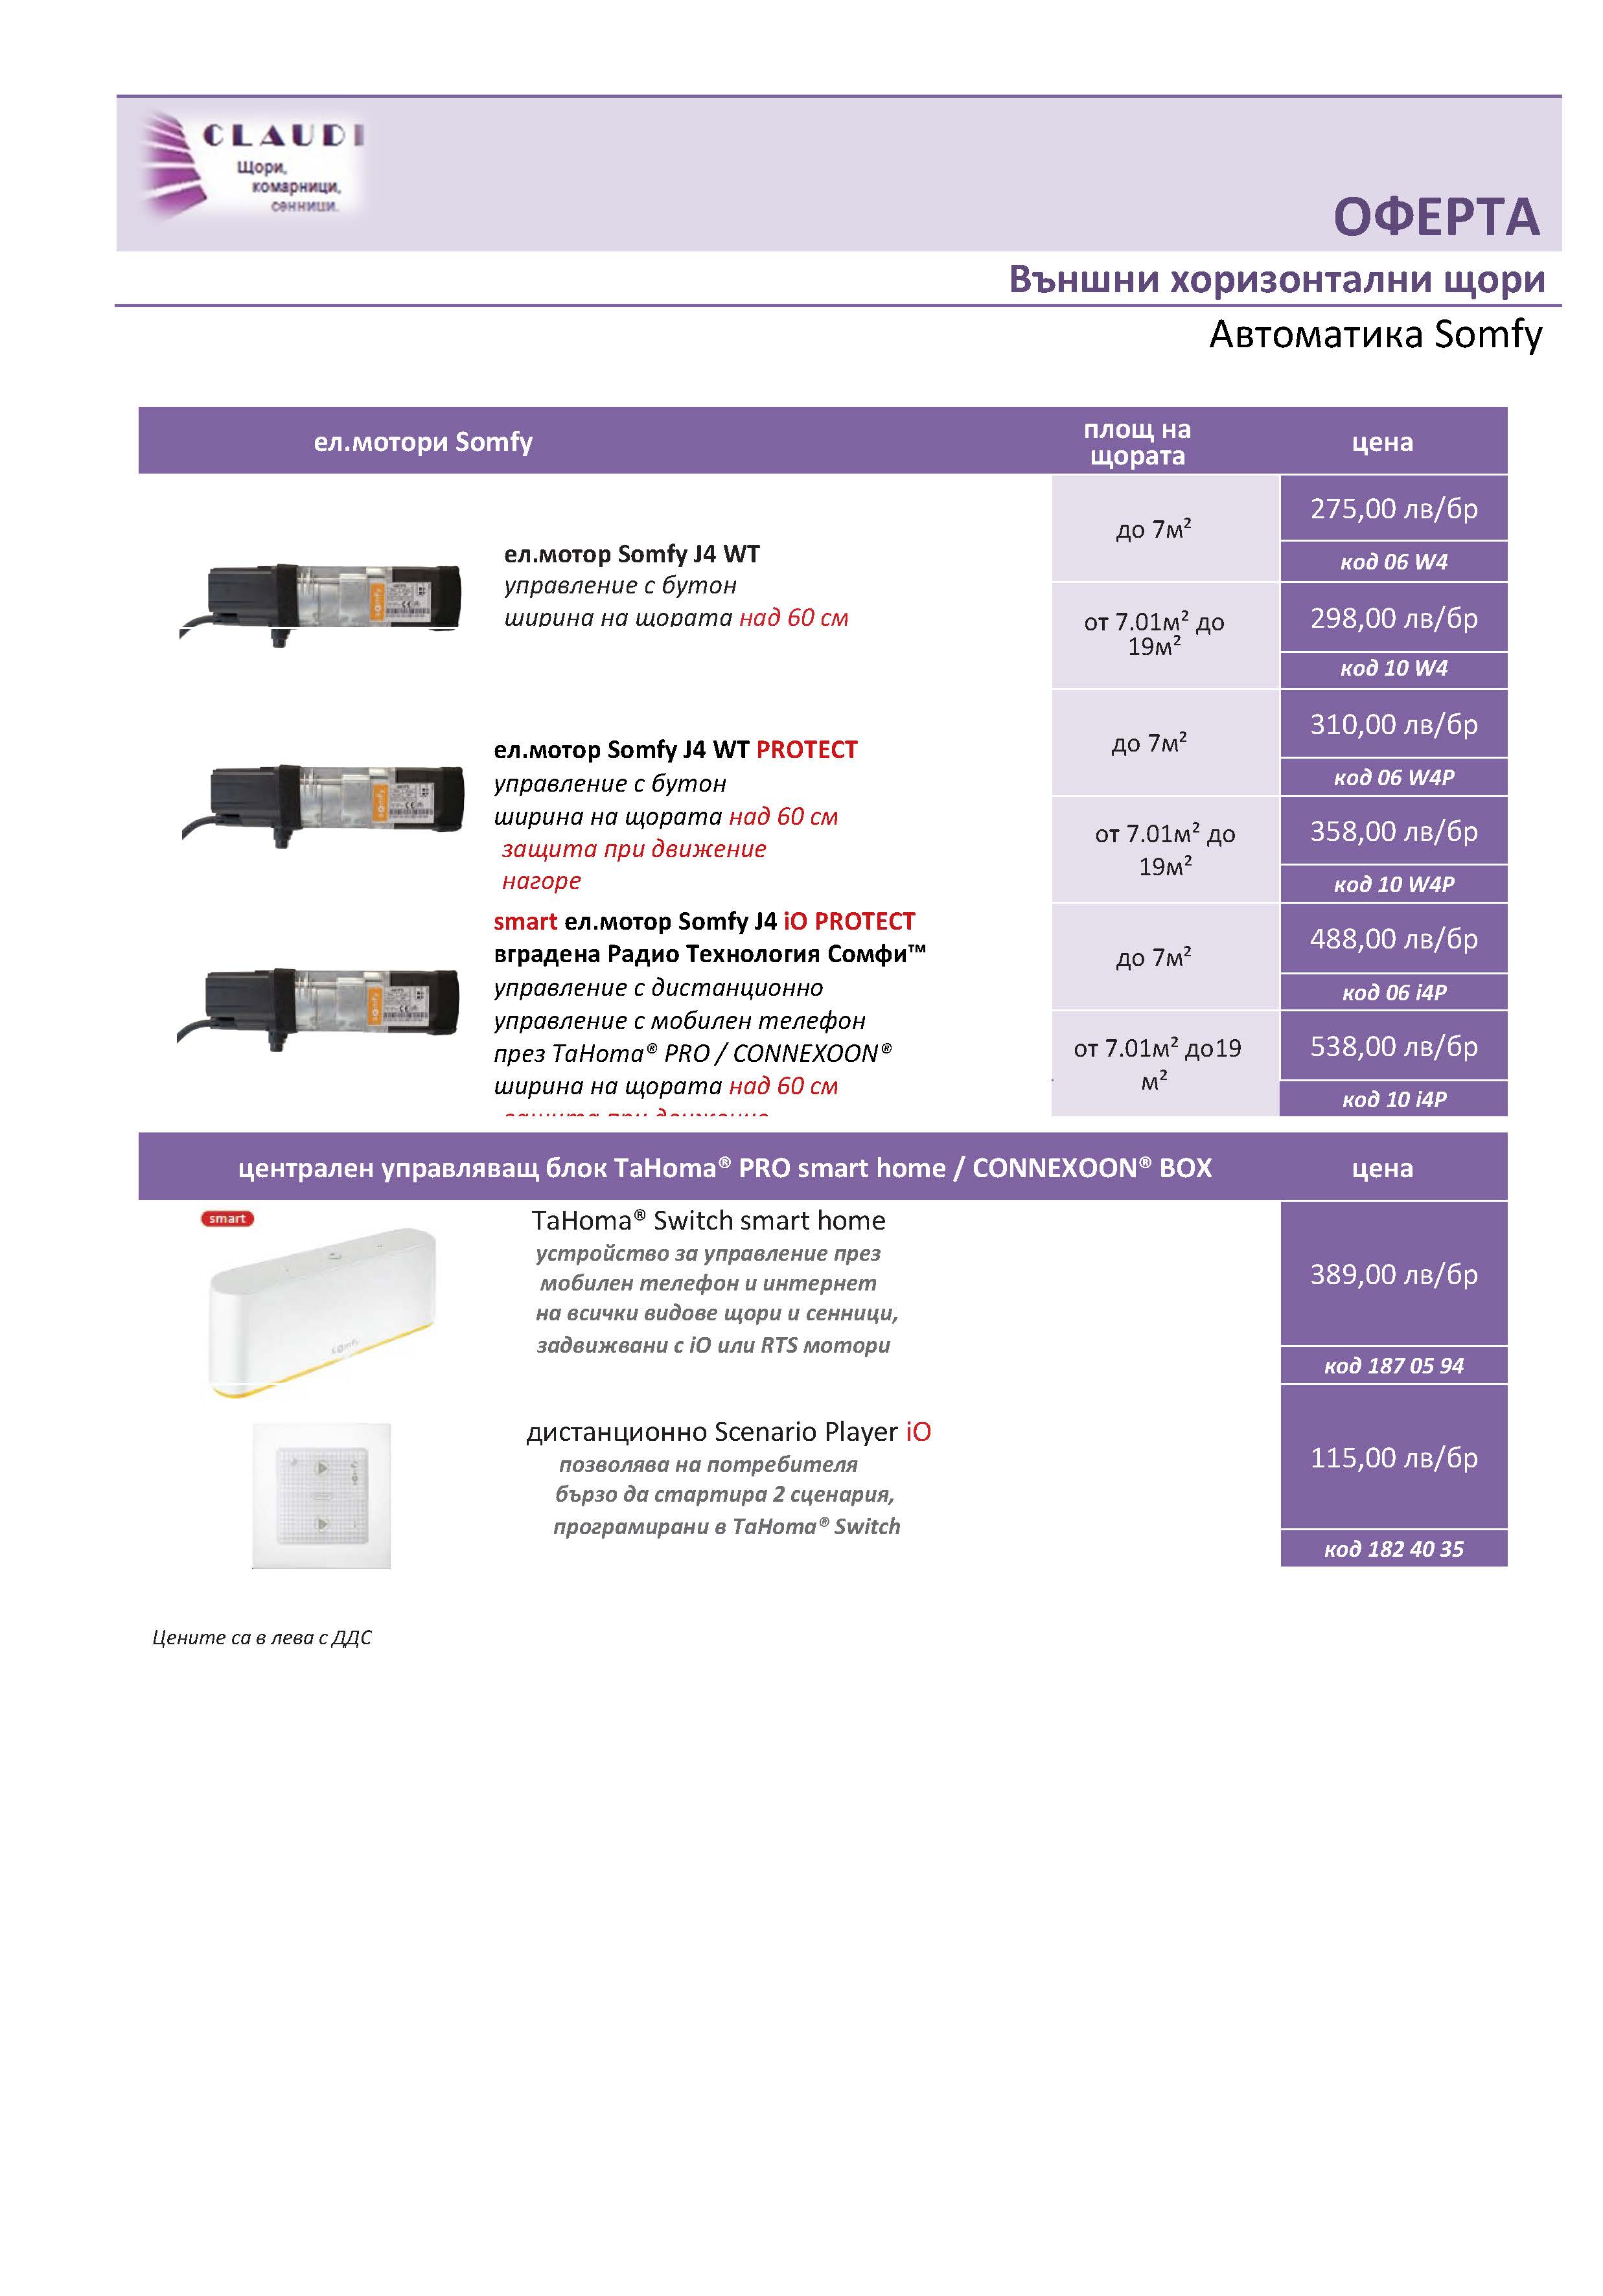 CLAUDI
Щори,
комарници,
сенници.
ОФЕРТА
Външни хоризонтални щори
Автоматика Somfy
ел.мотори Somfy
площ на
щората
цена
ел.мотор Somfy J4 WT
управление с бутон
ширина на щората над 60 см
до 7м²
275,00 лв/бр
код 06 W4
от 7.01м² до
19м²
298,00 лв/бр
код 10 W4
ел.мотор Somfy J4 WT PROTECT
управление с бутон
ширина на щората над 60 см
защита при движение
нагоре
до 7м²
310,00 лв/бр
код 06 W4P
от 7.01м² до
19м²
358,00 лв/бр
код 10 W4P
smart ел.мотор Somfy J4 iO PROTECT
вградена Радио Технология Сомфи™
управление с дистанционно
управление с мобилен телефон
през TaHoma® PRO / CONNEXOON®
ширина на щората над 60 см
защита при движение
до 7м²
488,00 лв/бр
код 06 i4P
от 7.01м² до19
м²
538,00 лв/бр
код 10 i4P
централен управляващ блок TaHoma® PRO smart home / CONNEXOON® BOX
цена
smart
somfy
TaHoma® Switch smart home
устройство за управление през
мобилен телефон и интернет
на всички видове щори и сенници,
задвижвани с iO или RTS мотори
389,00 лв/бр
код 187 05 94
дистанционно Scenario Player iO
позволява на потребителя
бързо да стартира 2 сценария,
програмирани в TaHoma® Switch
115,00 лв/бр
код 182 40 35
Цените са в лева с ДДС